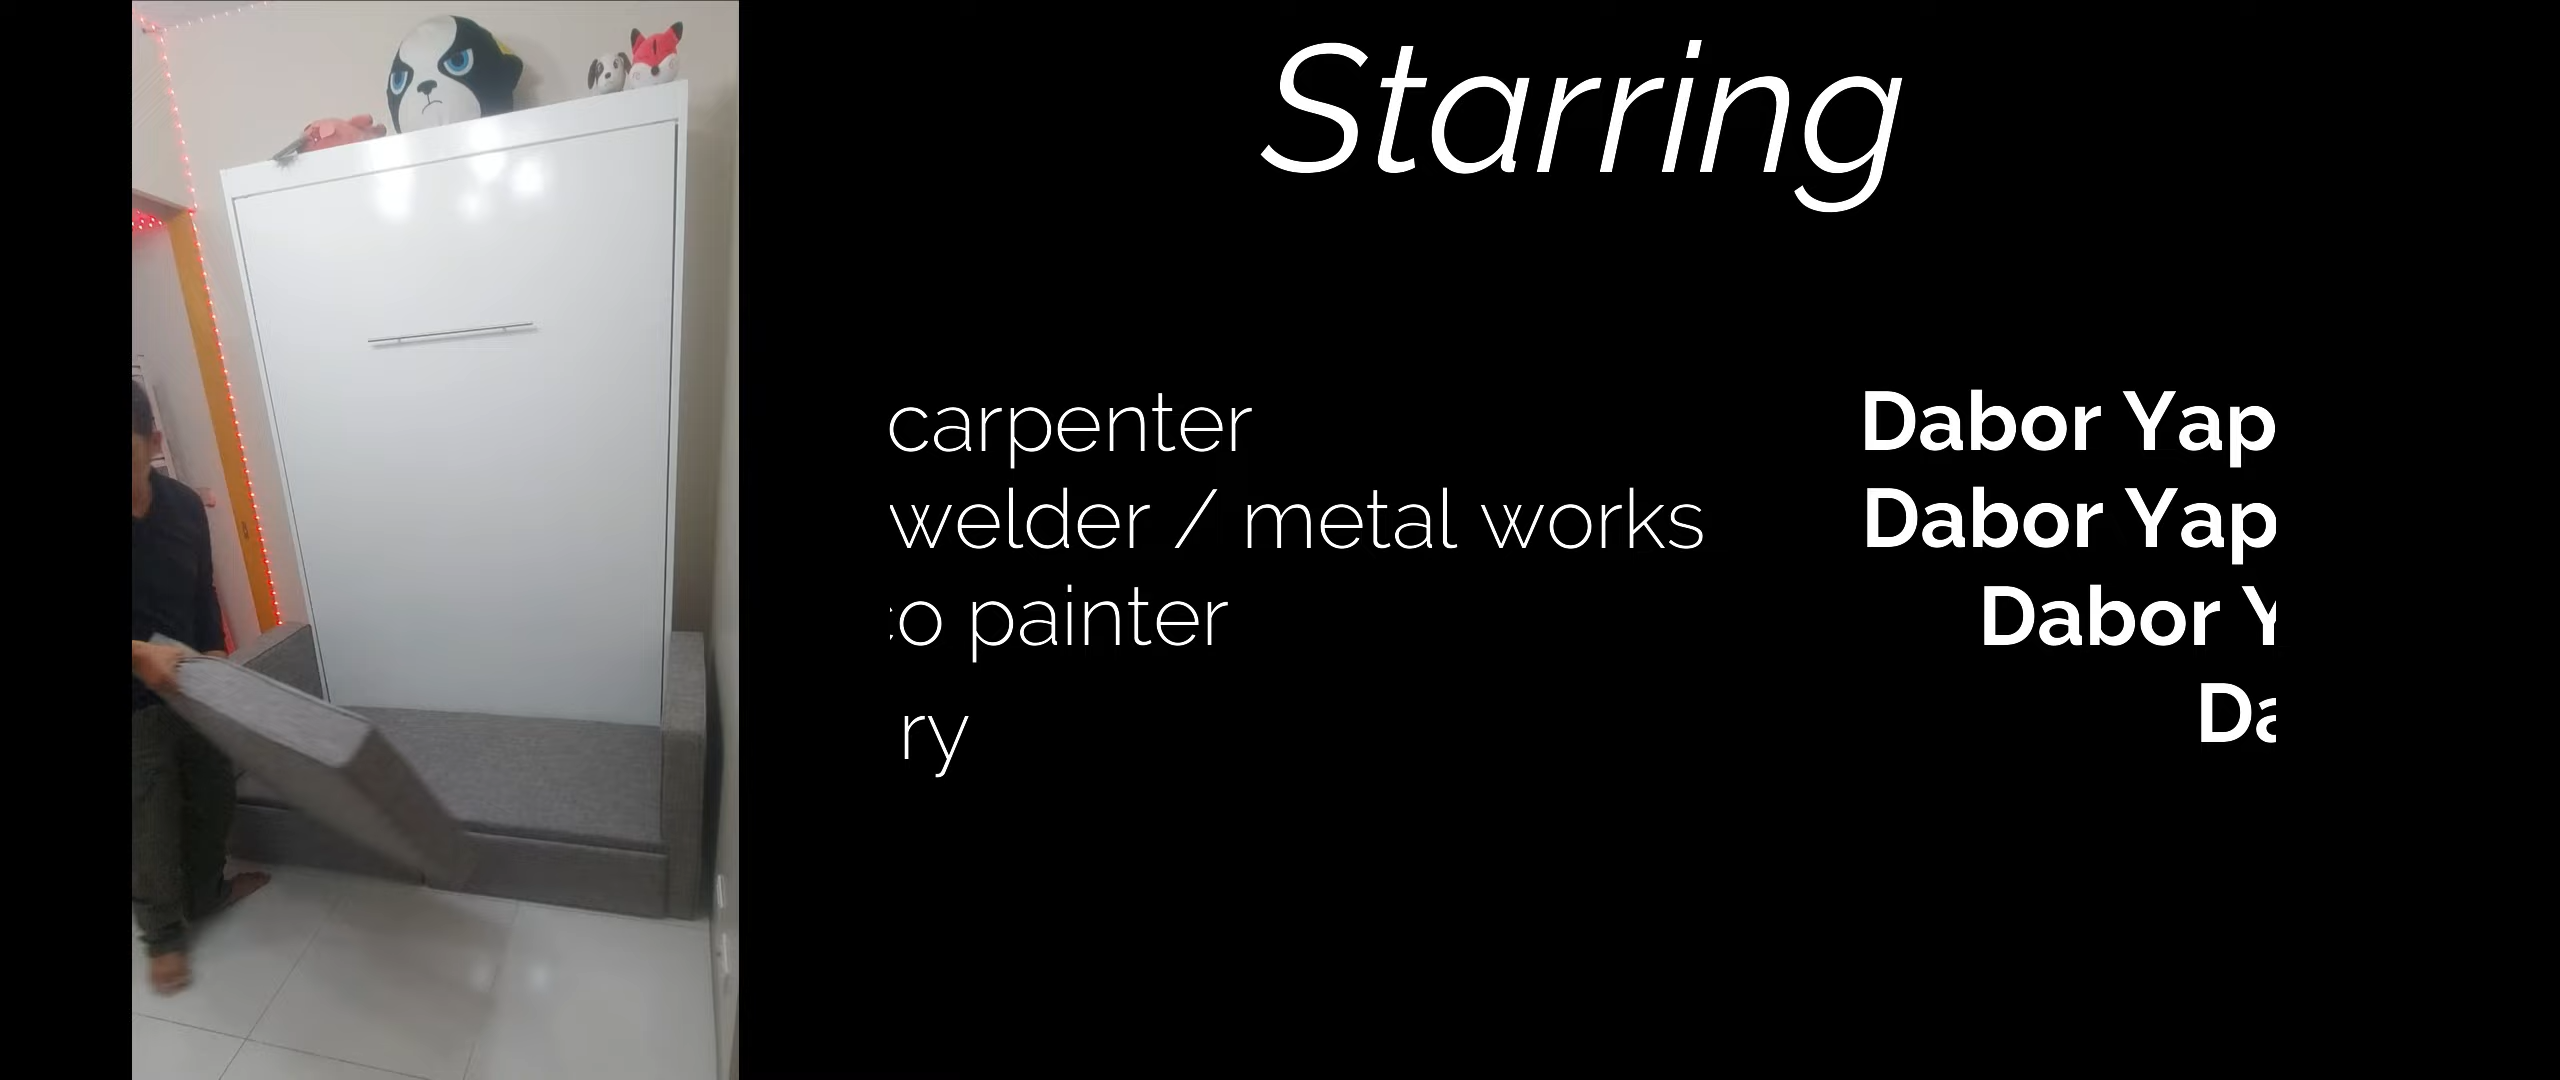 Starring
carpenter Dabor Yap
welder / metal works Dabor Yap
painter Dabor